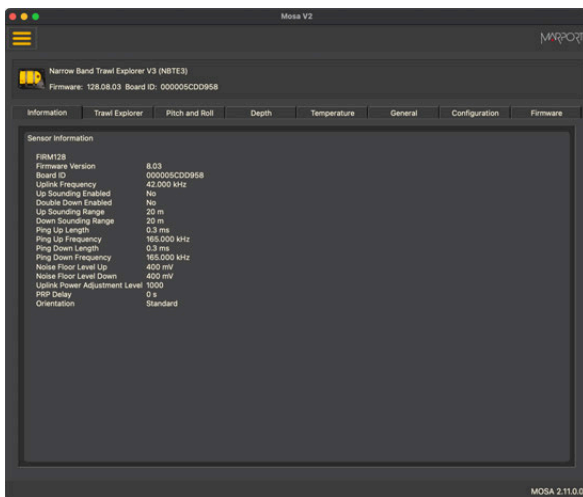 Mosa V2
MARPORT
Narrow Band Trawl Explorer V3 (NBTE3)
Firmware: 128.08.03 Board ID: 000005CDD958
Information Trawl Explorer Pitch and Roll Depth Temperature General Configuration Firmware
Sensor Information
FIRM128
Firmware Version 8.03
Board ID 000005CDD958
Uplink Frequency 42.000 kHz
Up Sounding Enabled No
Double Down Enabled No
Up Sounding Range 20 m
Down Sounding Range 20 m
Ping Up Length 0.3 ms
Ping Up Frequency 165.000 kHz
Ping Down Length 0.3 ms
Ping Down Frequency 165.000 kHz
Noise Floor Level Up 400 mV
Noise Floor Level Down 400 mV
Uplink Power Adjustment Level 1000
PRP Delay 0 s
Orientation Standard
MOSA 2.11.0.0